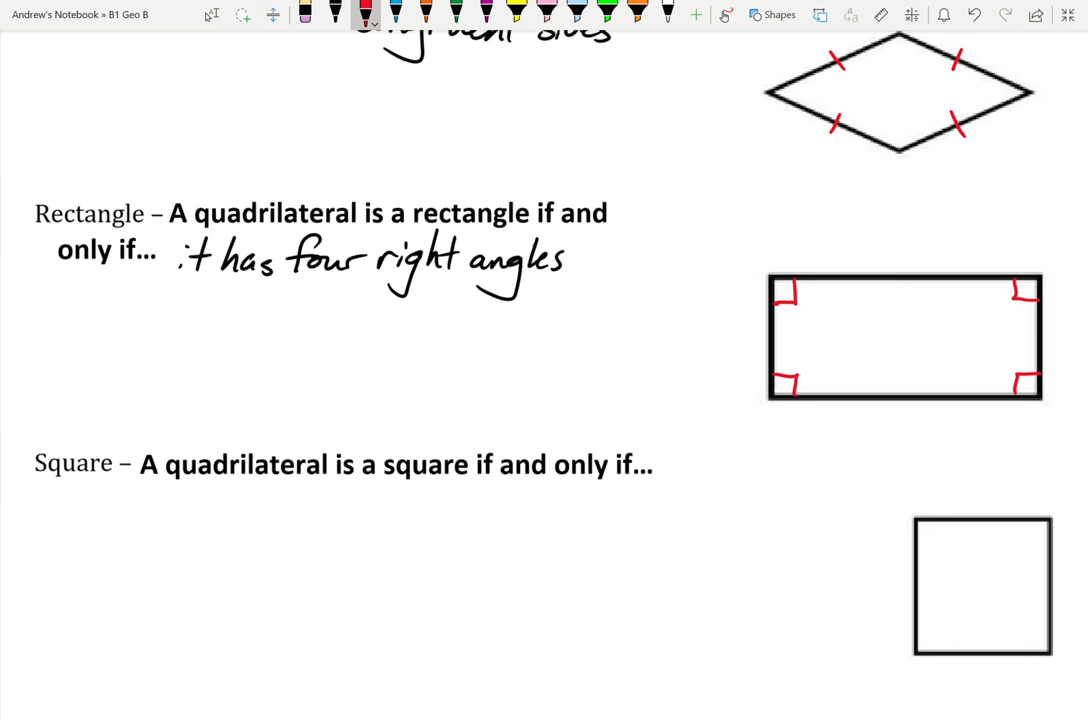 Andrew's Notebook » B1 Geo B
Shapes
sides
Rectangle – A quadrilateral is a rectangle if and
only if... it has four right angles
Square – A quadrilateral is a square if and only if...